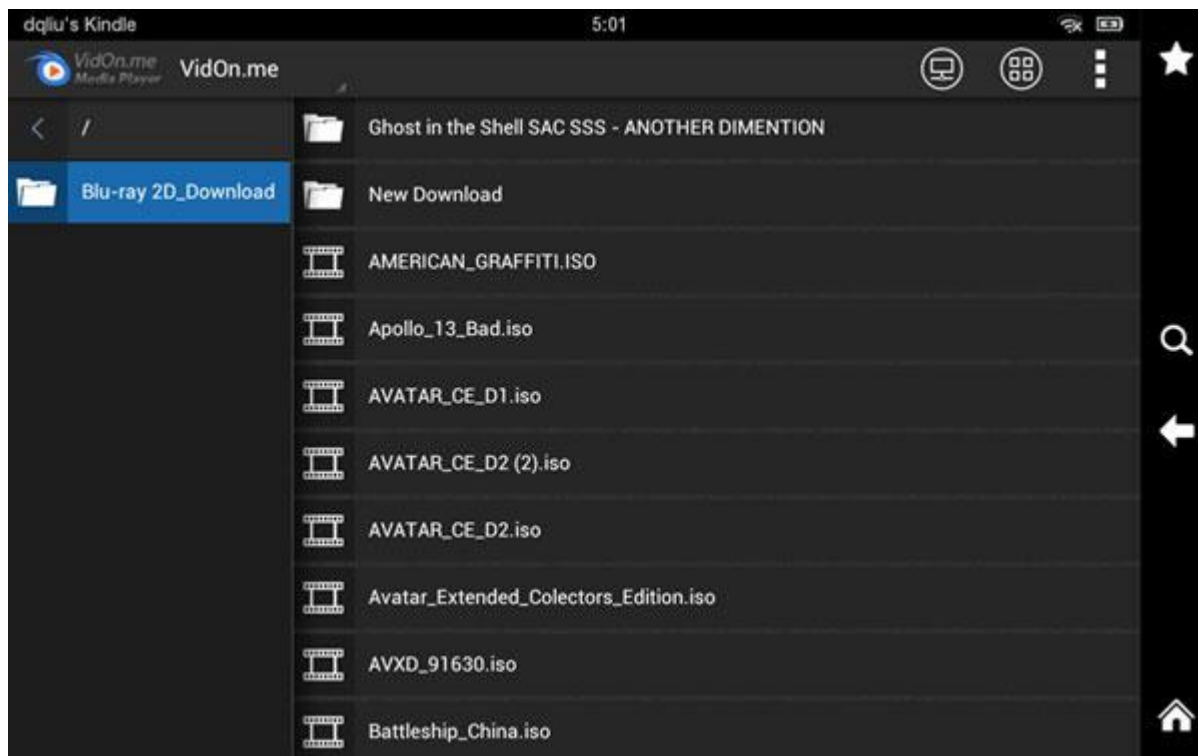 dqliu's Kindle 5:01
VidOn.me
Media Player
VidOn.me
/
Blu-ray 2D_Download
Ghost in the Shell SAC SSS - ANOTHER DIMENTION
New Download
AMERICAN_GRAFFITI.ISO
Apollo_13_Bad.iso
AVATAR_CE_D1.iso
AVATAR_CE_D2 (2).iso
AVATAR_CE_D2.iso
Avatar_Extended_Colectors_Edition.iso
AVXD_91630.iso
Battleship_China.iso